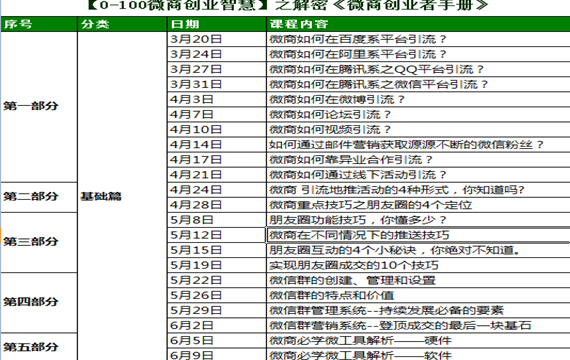 【0-100微商创业智慧】之解密《微商创业者手册》
序号 分类 日期 课程内容
第一部分 基础篇 3月20日 微商如何在百度系平台引流？
3月24日 微商如何在阿里系平台引流？
3月27日 微商如何在腾讯系之QQ平台引流？
3月31日 微商如何在腾讯系之微信平台引流？
4月3日 微商如何在微博引流？
4月7日 微商如何论坛引流？
4月10日 微商如何视频引流？
4月14日 如何通过邮件营销获取源源不断的微信粉丝？
4月17日 微商如何靠异业合作引流？
4月21日 微商如何通过线下活动引流？
第二部分 4月24日 微商 引流地推活动的4种形式，你知道吗?
4月28日 微商重点技巧之朋友圈的4个定位
第三部分 5月8日 朋友圈功能技巧，你懂多少？
5月12日 微商在不同情况下的推送技巧
5月15日 朋友圈互动的4个小秘诀，你绝对不知道。
5月19日 实现朋友圈成交的10个技巧
第四部分 5月22日 微信群的创建、管理和设置
5月26日 微信群的特点和价值
5月29日 微信群管理系统--持续发展必备的要素
6月2日 微信群营销系统--登顶成交的最后一块基石
第五部分 6月5日 微商必学微工具解析——硬件
6月9日 微商必学微工具解析——软件